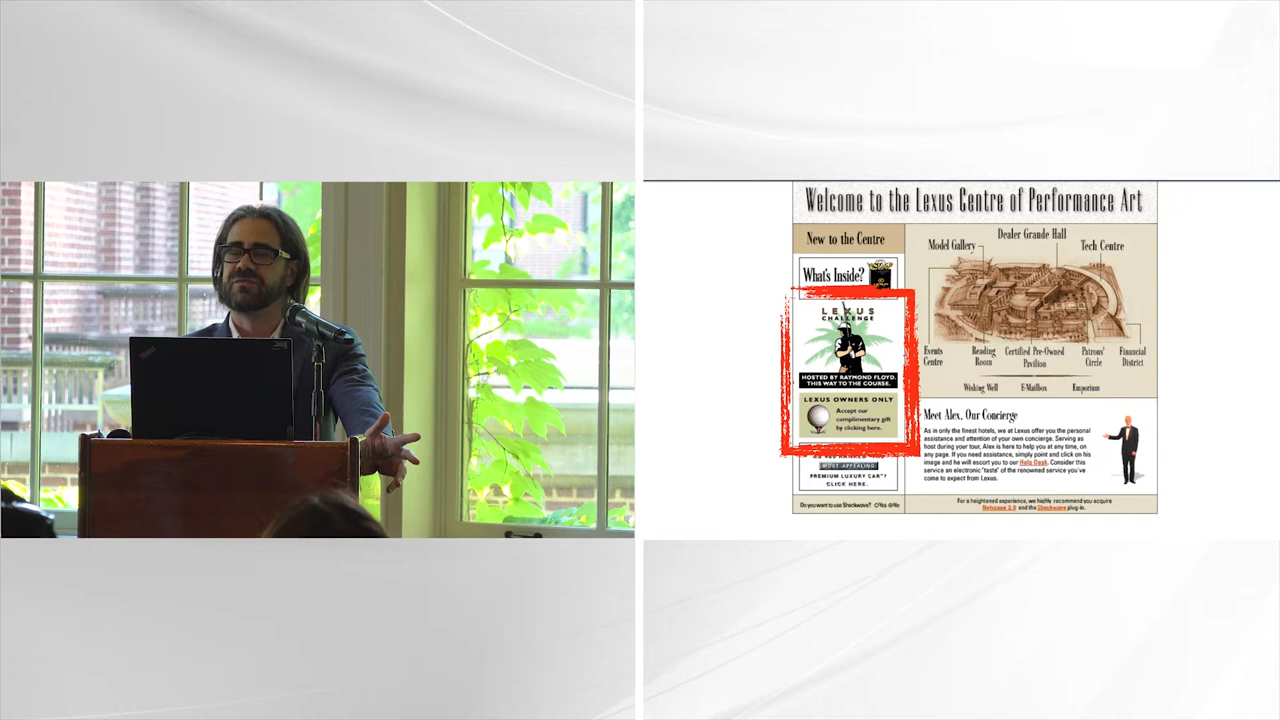 Welcome to the Lexus Centre of Performance Art
New to the Centre
What's Inside?
LEXUS
CHALLENGE
HOSTED BY RAYMOND FLOYD.
THIS WAY TO THE COURSE.
LEXUS OWNERS ONLY
Accept our
complimentary gift
by clicking here.
MOST-APPEALING
PREMIUM LUXURY CAR?
CLICK HERE.
Do you want to use Shockwave? Yes No
Dealer Grande Hall
Model Gallery
Tech Centre
Events
Centre
Reading
Room
Certified Pre-Owned
Pavilion
Patrons'
Circle
Financial
District
Wishing Well
E-Mailbox
Emporium
Meet Alex, Our Concierge
As in only the finest hotels, we at Lexus offer you the personal
assistance and attention of your own concierge. Serving as
host during your tour, Alex is here to help you at any time, on
any page. If you need assistance, simply point and click on his
image and he will escort you to our Help Desk. Consider this
service an electronic "taste" of the renowned service you've
come to expect from Lexus.
For a heightened experience, we highly recommend you acquire
Netscape 3.0 and the Shockwave plug-in.